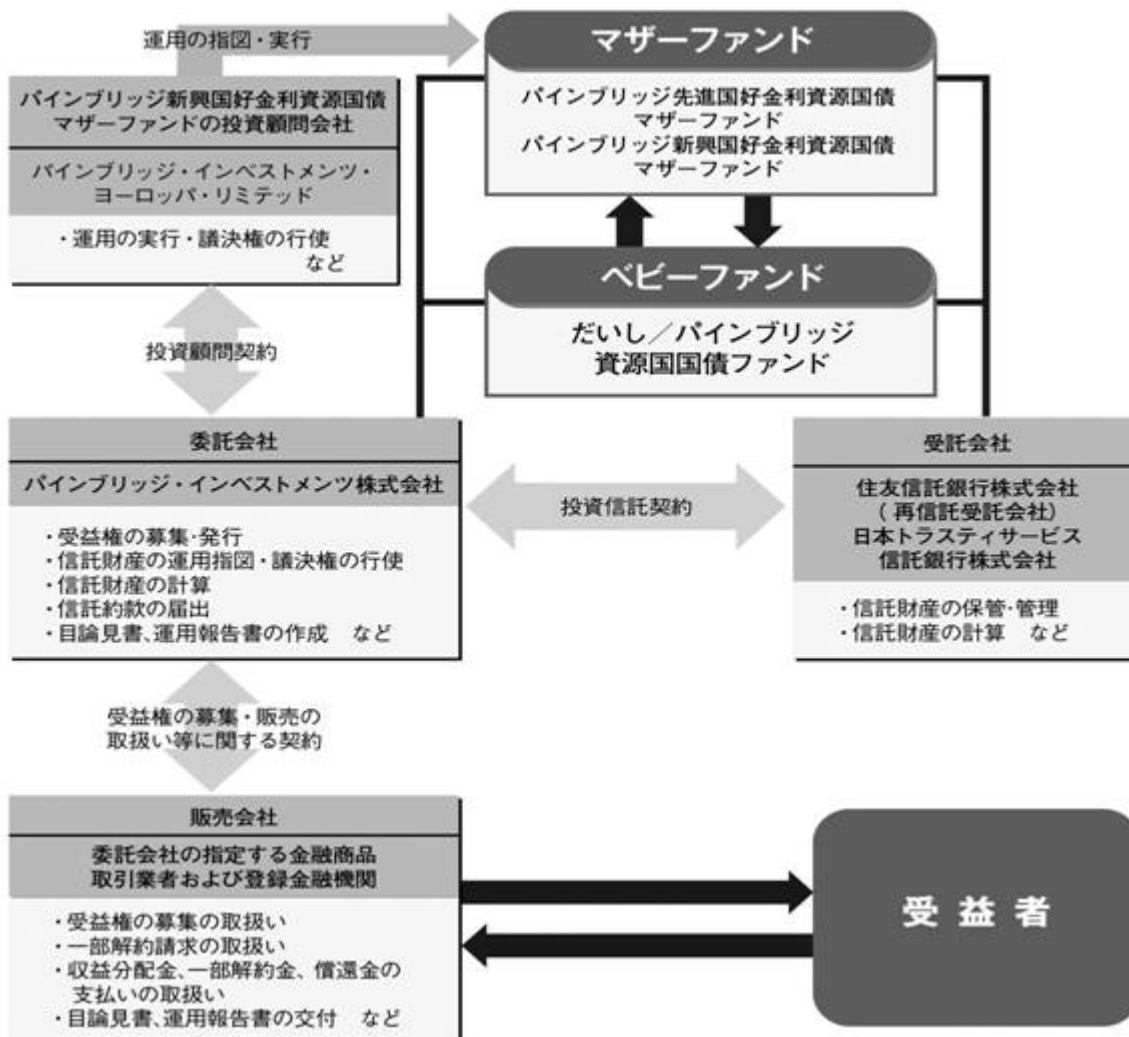 運用の指図・実行
パインブリッジ新興国好金利資源国債
マザーファンドの投資顧問会社
パインブリッジ・インベストメンツ・
ヨーロッパ・リミテッド
・運用の実行・議決権の行使
など
マザーファンド
パインブリッジ先進国好金利資源国債
マザーファンド
パインブリッジ新興国好金利資源国債
マザーファンド
ベビーファンド
だいし／パインブリッジ
資源国国債ファンド
投資顧問契約
委託会社
パインブリッジ・インベストメンツ株式会社
・受益権の募集・発行
・信託財産の運用指図・議決権の行使
・信託財産の計算
・信託約款の届出
・目論見書、運用報告書の作成　など
投資信託契約
受託会社
住友信託銀行株式会社
（再信託受託会社）
日本トラスティサービス
信託銀行株式会社
・信託財産の保管・管理
・信託財産の計算　など
受益権の募集・販売の
取扱い等に関する契約
販売会社
委託会社の指定する金融商品
取引業者および登録金融機関
・受益権の募集の取扱い
・一部解約請求の取扱い
・収益分配金、一部解約金、償還金の
支払いの取扱い
・目論見書、運用報告書の交付　など
受益者